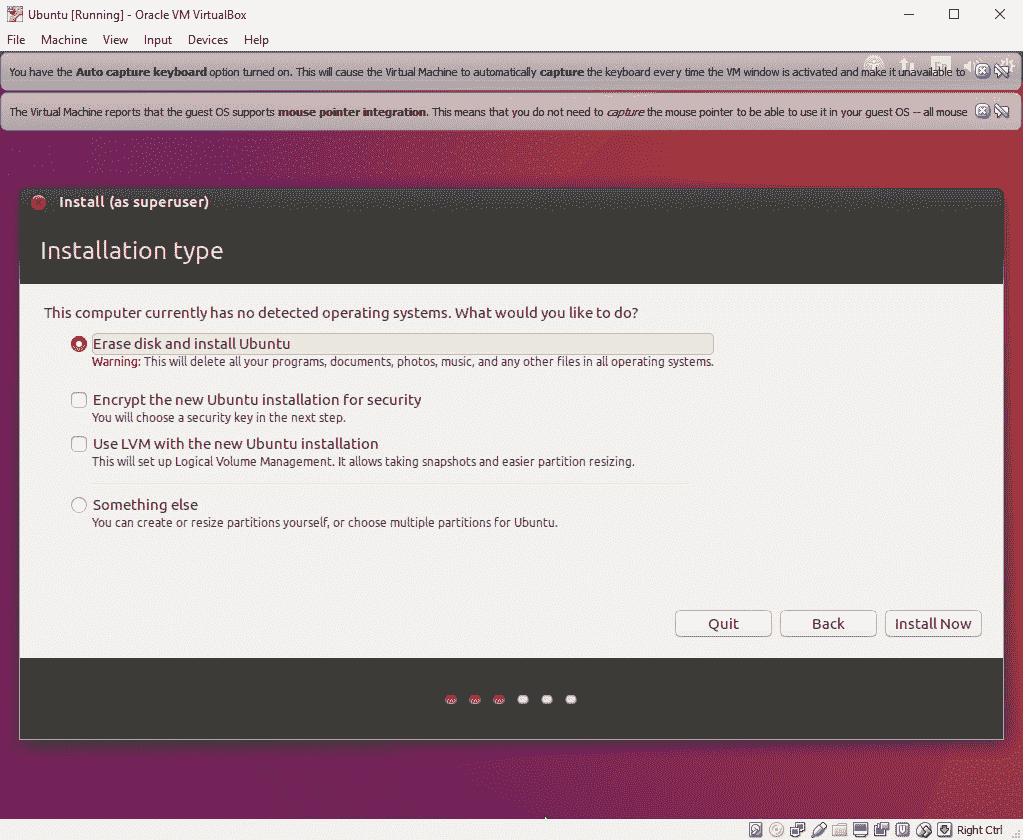 Ubuntu [Running] - Oracle VM VirtualBox
File Machine View Input Devices Help
You have the Auto capture keyboard option turned on. This will cause the Virtual Machine to automatically capture the keyboard every time the VM window is activated and make it unavailable to
The Virtual Machine reports that the guest OS supports mouse pointer integration. This means that you do not need to capture the mouse pointer to be able to use it in your guest OS -- all mouse
Install (as superuser)
Installation type
This computer currently has no detected operating systems. What would you like to do?
Erase disk and install Ubuntu
Warning: This will delete all your programs, documents, photos, music, and any other files in all operating systems.
Encrypt the new Ubuntu installation for security
You will choose a security key in the next step.
Use LVM with the new Ubuntu installation
This will set up Logical Volume Management. It allows taking snapshots and easier partition resizing.
Something else
You can create or resize partitions yourself, or choose multiple partitions for Ubuntu.
Quit Back Install Now
Right Ctrl